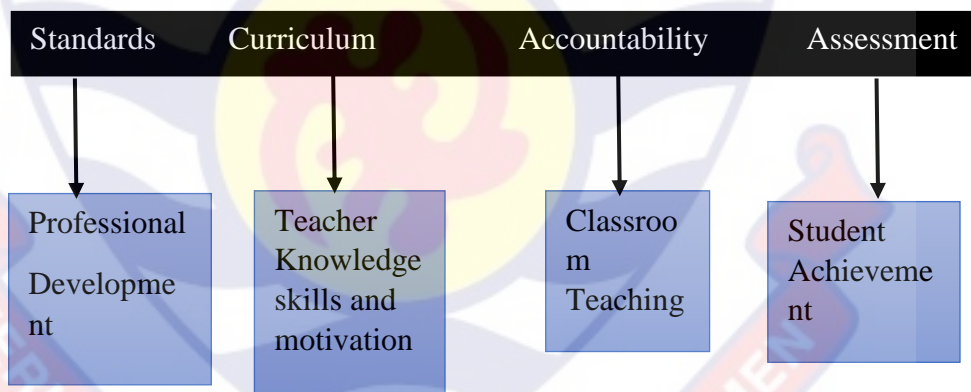 Standards Curriculum Accountability Assessment
Professional
Developme
nt
Teacher
Knowledge
skills and
motivation
Classroo
m
Teaching
Student
Achieveme
nt